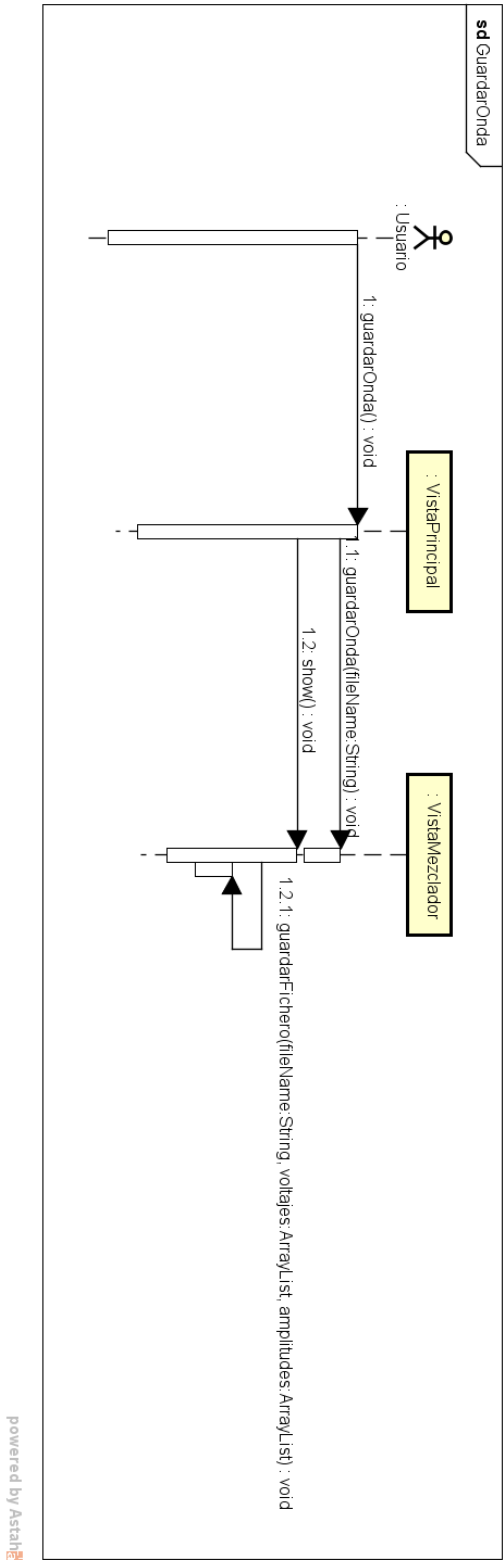 sd GuardarOnda
: Usuario
: VistaPrincipal
: VistaMezclador
1: guardarOnda() : void
1.1: guardarOnda(fileName:String) : void
1.2: show() : void
1.2.1: guardarFichero(fileName:String, voltajes:ArrayList, amplitudes:ArrayList) : void
powered by Astah